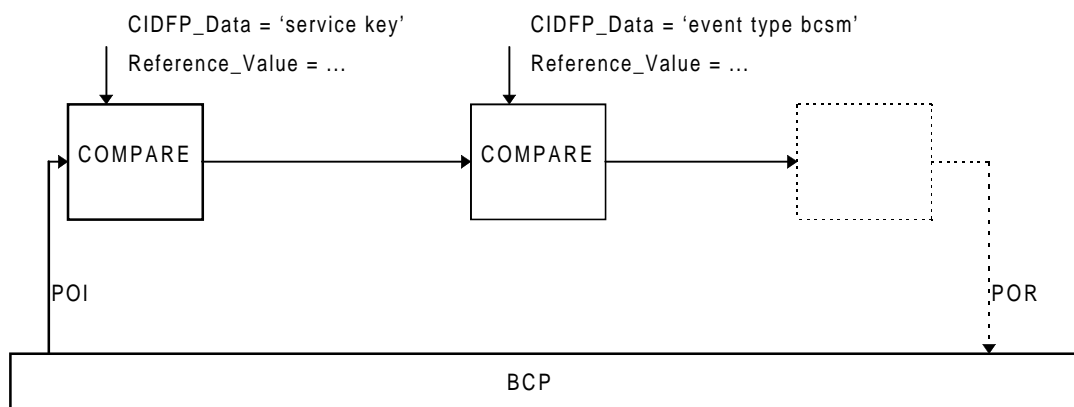 CIDFP_Data = ‘service key’
Reference_Value = ...
CIDFP_Data = ‘event type bcsm’
Reference_Value = ...
COMPARE
COMPARE
POI
POR
BCP